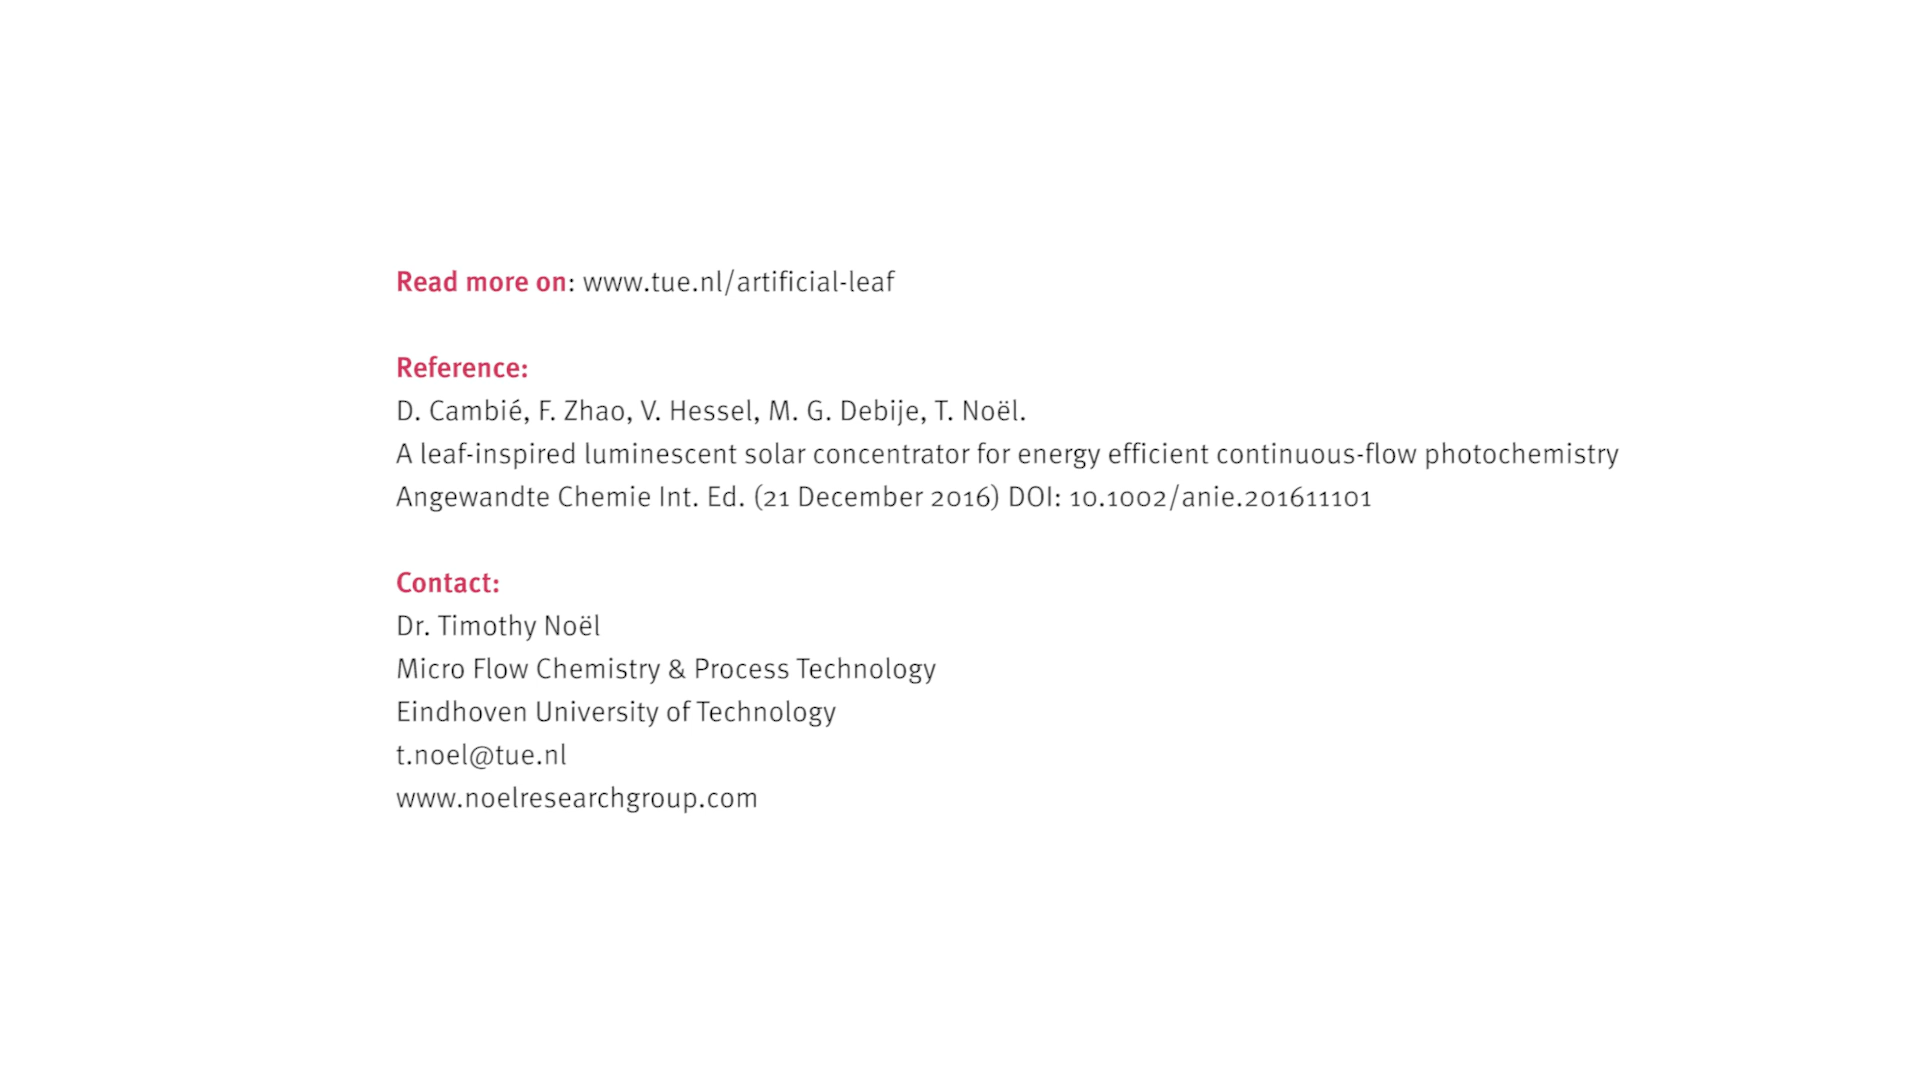 Read more on: www.tue.nl/artificial-leaf
Reference:
D. Cambié, F. Zhao, V. Hessel, M. G. Debije, T. Noël.
A leaf-inspired luminescent solar concentrator for energy efficient continuous-flow photochemistry
Angewandte Chemie Int. Ed. (21 December 2016) DOI: 10.1002/anie.201611101
Contact:
Dr. Timothy Noël
Micro Flow Chemistry & Process Technology
Eindhoven University of Technology
t.noel@tue.nl
www.noelresearchgroup.com